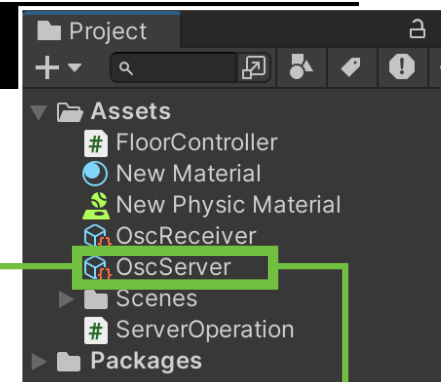 Project
Assets
FloorController
New Material
New Physic Material
OscReceiver
OscServer
Scenes
ServerOperation
Packages